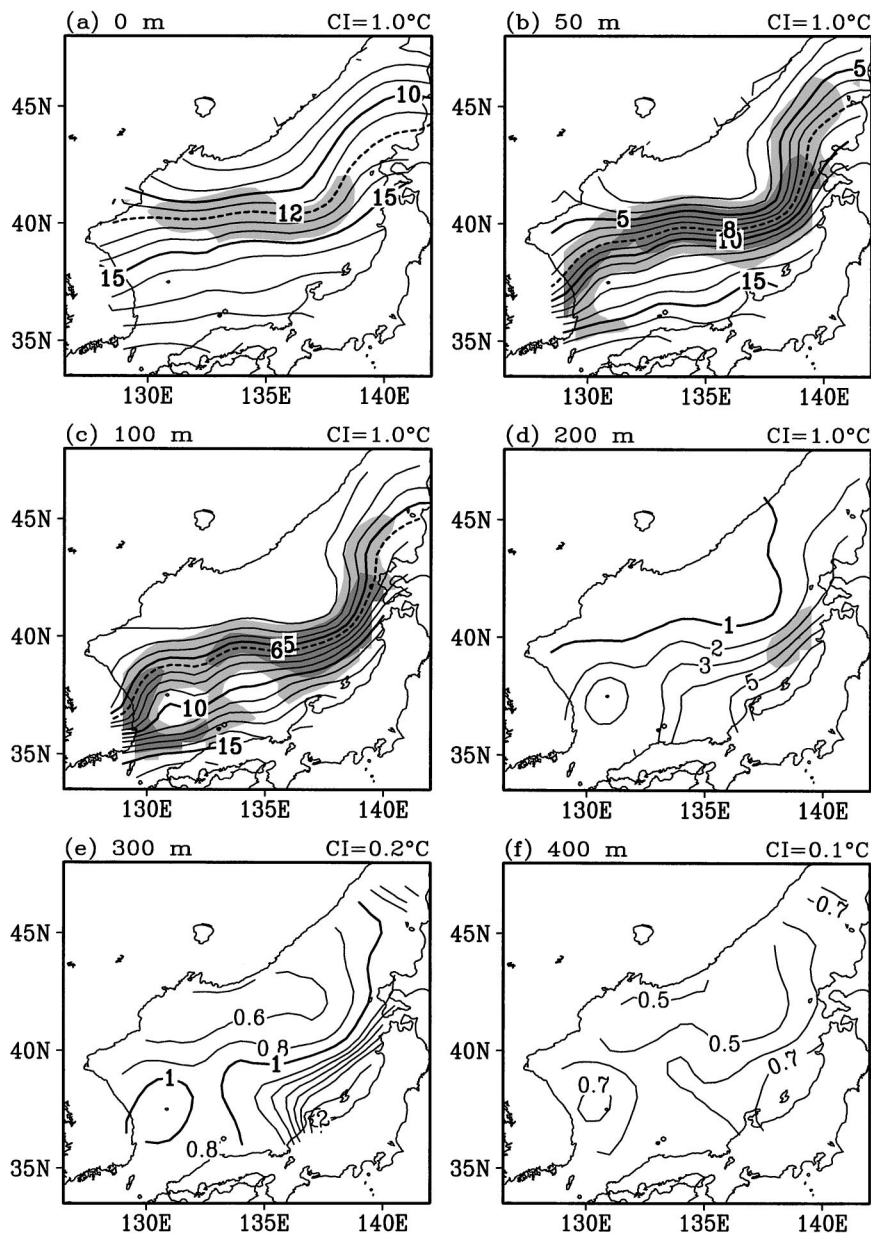 (a) 0 m CI=1.0°C
(b) 50 m CI=1.0°C
45N
40N
35N
10
12
15
15
130E 135E 140E
45N
40N
35N
5
5
8
10
15
130E 135E 140E
(c) 100 m CI=1.0°C
(d) 200 m CI=1.0°C
45N
40N
35N
5
6
10
15
130E 135E 140E
45N
40N
35N
1
2
3
5
130E 135E 140E
(e) 300 m CI=0.2°C
(f) 400 m CI=0.1°C
45N
40N
35N
0.6
0.8
1
1
2
0.8
130E 135E 140E
45N
40N
35N
0.7
0.5
0.5
0.7
0.7
130E 135E 140E